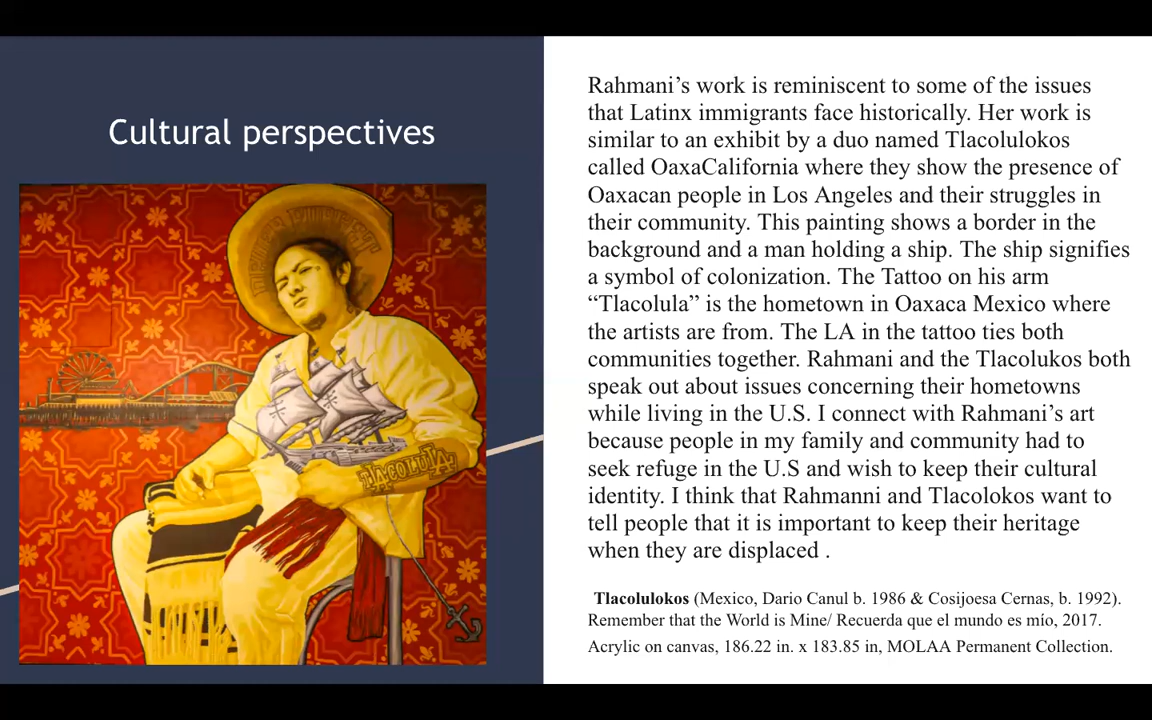 Cultural perspectives
Rahmani’s work is reminiscent to some of the issues
that Latinx immigrants face historically. Her work is
similar to an exhibit by a duo named Tlacolulokos
called OaxaCalifornia where they show the presence of
Oaxacan people in Los Angeles and their struggles in
their community. This painting shows a border in the
background and a man holding a ship. The ship signifies
a symbol of colonization. The Tattoo on his arm
“Tlacolula” is the hometown in Oaxaca Mexico where
the artists are from. The LA in the tattoo ties both
communities together. Rahmani and the Tlacolukos both
speak out about issues concerning their hometowns
while living in the U.S. I connect with Rahmani’s art
because people in my family and community had to
seek refuge in the U.S and wish to keep their cultural
identity. I think that Rahmanni and Tlacolokos want to
tell people that it is important to keep their heritage
when they are displaced .
Tlacolulokos (Mexico, Dario Canul b. 1986 & Cosijoesa Cernas, b. 1992).
Remember that the World is Mine/ Recuerda que el mundo es mío, 2017.
Acrylic on canvas, 186.22 in. x 183.85 in, MOLAA Permanent Collection.
TLACOLULA